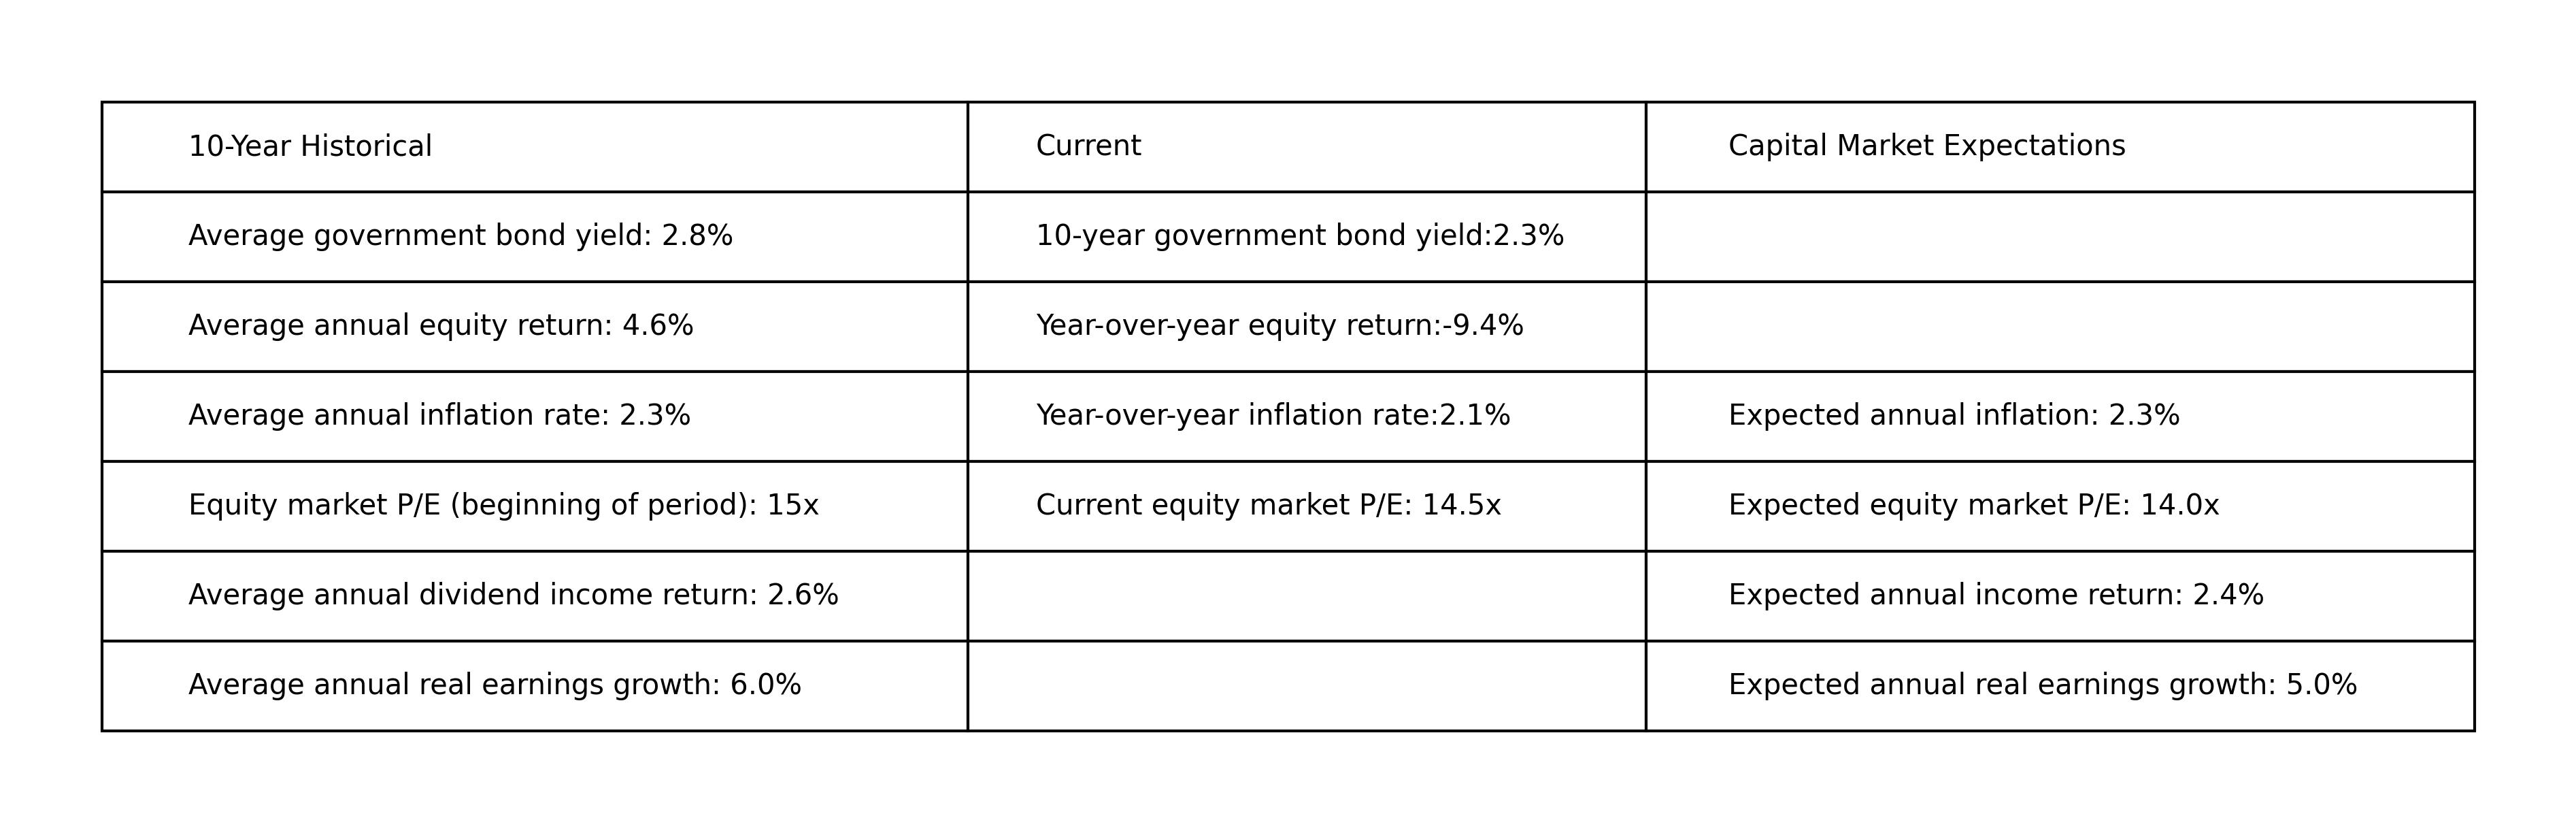 10-Year Historical Current Capital Market Expectations
Average government bond yield: 2.8% 10-year government bond yield:2.3%
Average annual equity return: 4.6% Year-over-year equity return:-9.4%
Average annual inflation rate: 2.3% Year-over-year inflation rate:2.1% Expected annual inflation: 2.3%
Equity market P/E (beginning of period): 15x Current equity market P/E: 14.5x Expected equity market P/E: 14.0x
Average annual dividend income return: 2.6% Expected annual income return: 2.4%
Average annual real earnings growth: 6.0% Expected annual real earnings growth: 5.0%